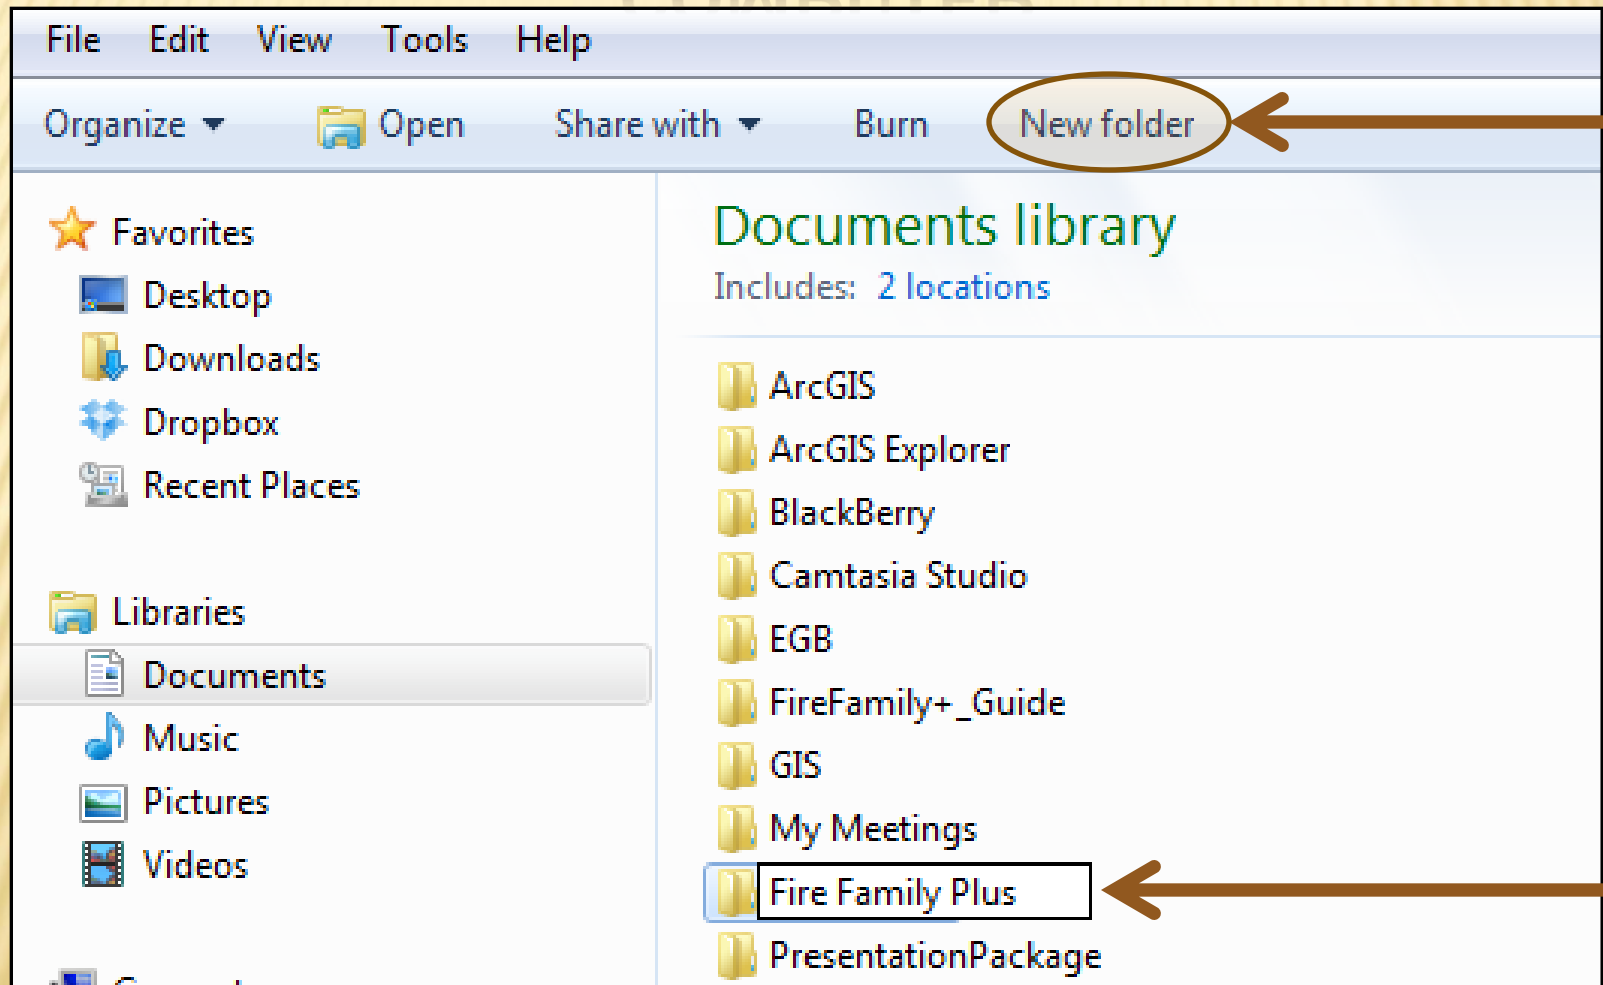 File Edit View Tools Help
Organize Open Share with Burn New folder
Favorites
Desktop
Downloads
Dropbox
Recent Places
Libraries
Documents
Music
Pictures
Videos
Documents library
Includes: 2 locations
ArcGIS
ArcGIS Explorer
BlackBerry
Camtasia Studio
EGB
FireFamily+_Guide
GIS
My Meetings
Fire Family Plus
PresentationPackage